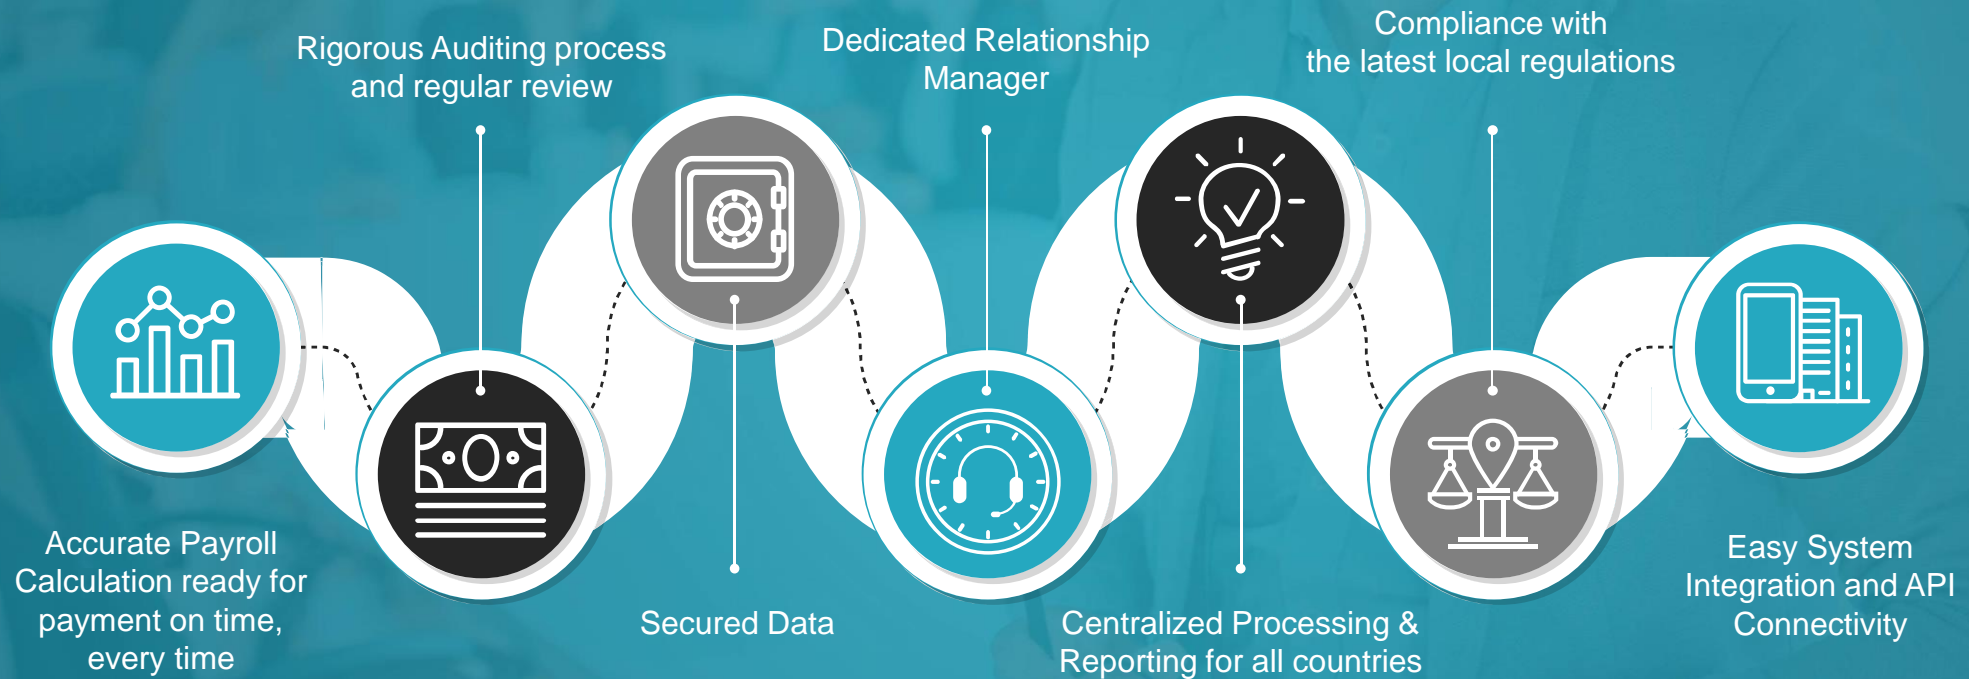 Accurate Payroll
Calculation ready for
payment on time,
every time
Rigorous Auditing process
and regular review
Secured Data
Dedicated Relationship
Manager
Centralized Processing &
Reporting for all countries
Compliance with
the latest local regulations
Easy System
Integration and API
Connectivity